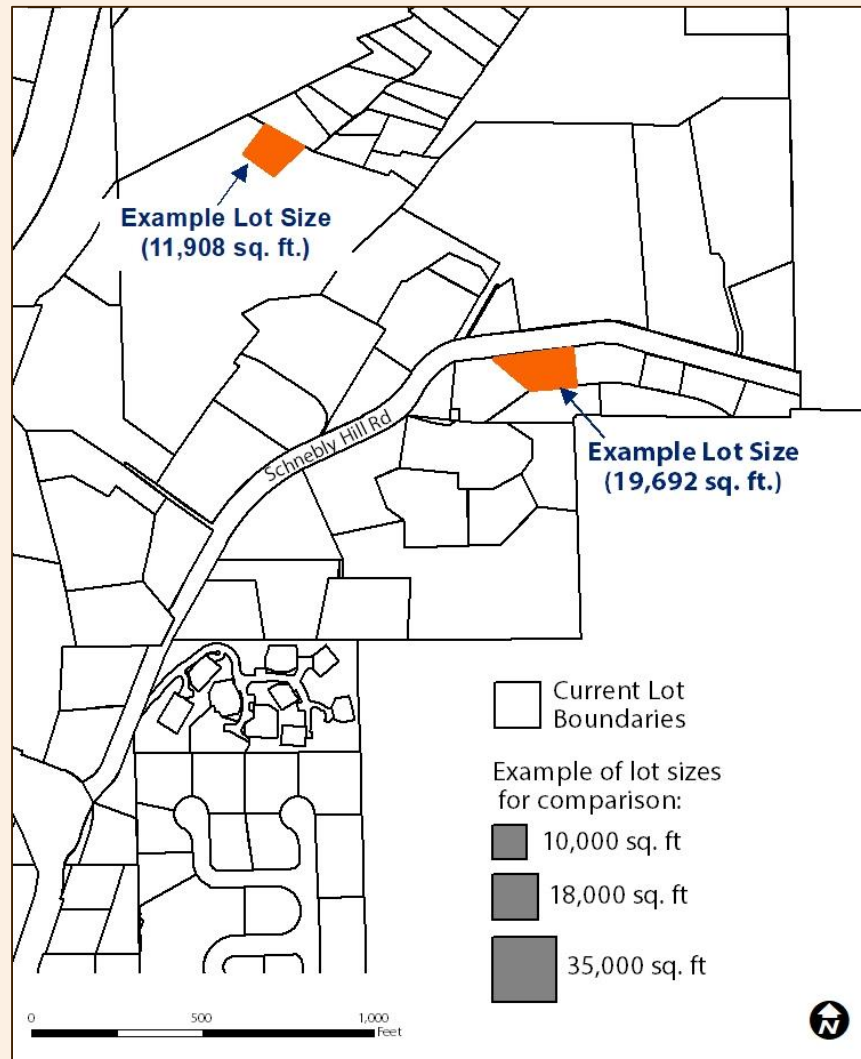 Example Lot Size
(11,908 sq. ft.)
Schnebly Hill Rd
Example Lot Size
(19,692 sq. ft.)
Current Lot
Boundaries
Example of lot sizes
for comparison:
10,000 sq. ft
18,000 sq. ft
35,000 sq. ft
0 500 1,000
Feet
N